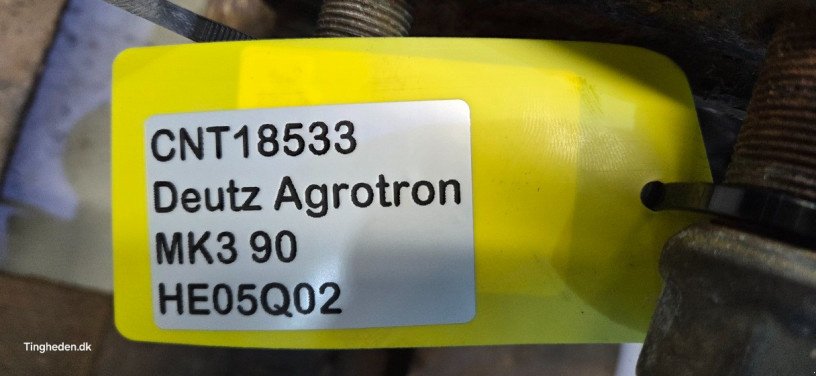 CNT18533
Deutz Agrotron
MK3 90
HE05Q02
Tingheden.dk